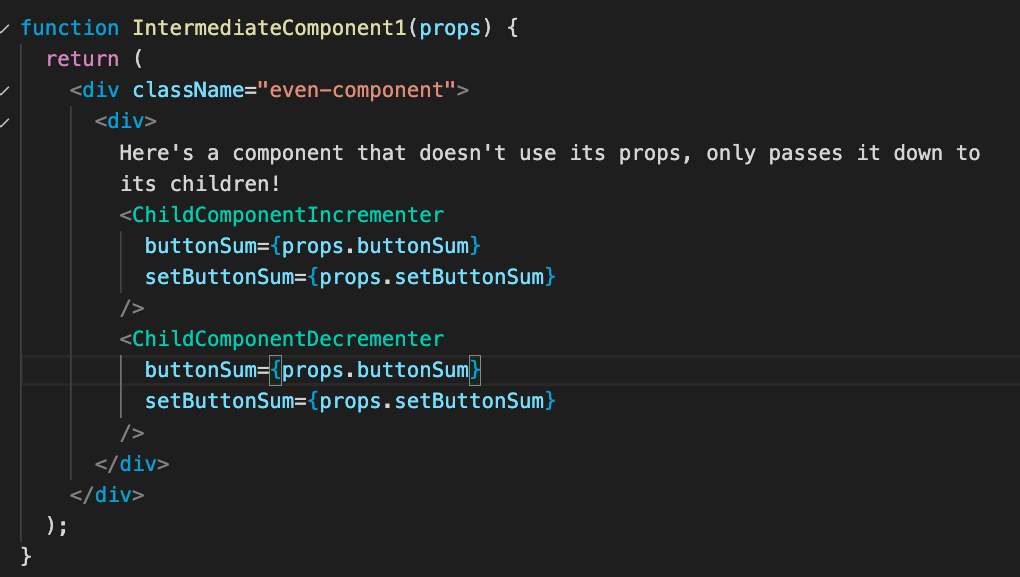 function IntermediateComponent1(props) {
  return (
    <div className="even-component">
      <div>
        Here's a component that doesn't use its props, only passes it down to
        its children!
        <ChildComponentIncrementer
          buttonSum={props.buttonSum}
          setButtonSum={props.setButtonSum}
        />
        <ChildComponentDecrementer
          buttonSum={props.buttonSum}
          setButtonSum={props.setButtonSum}
        />
      </div>
    </div>
  );
}